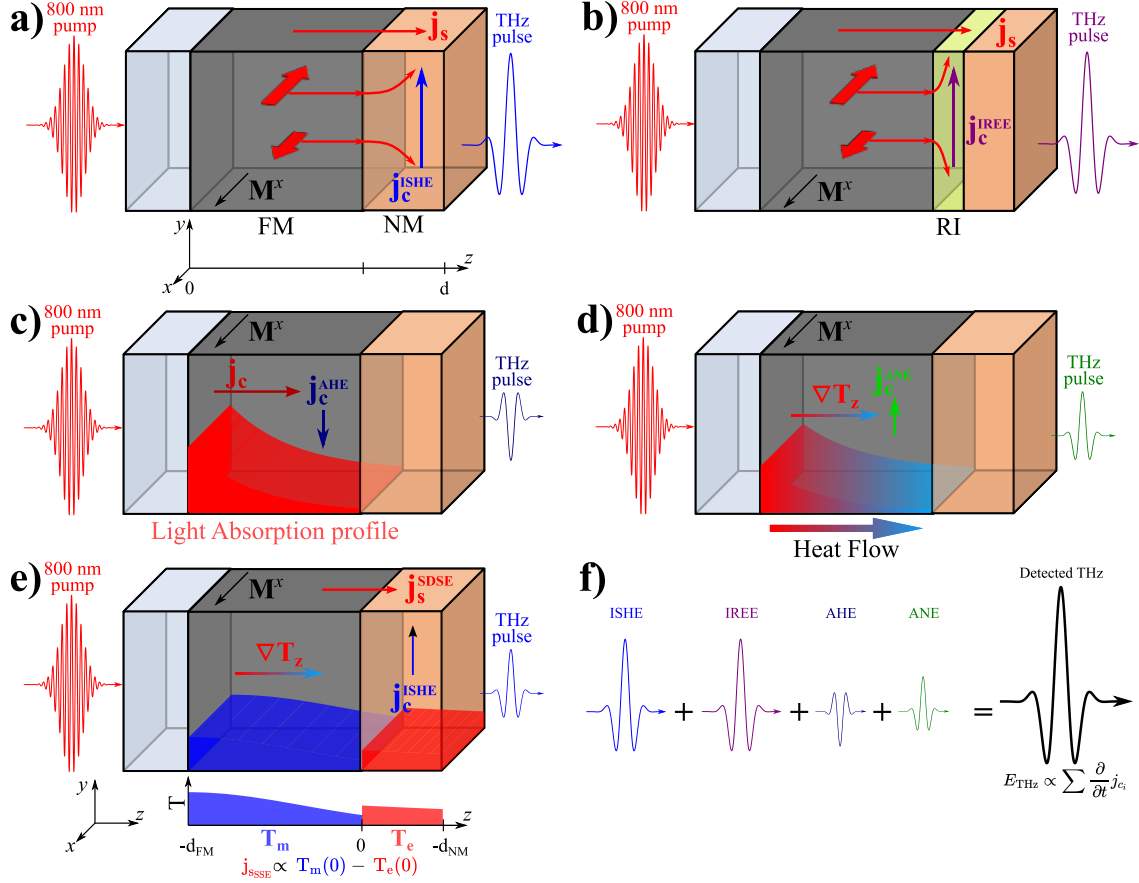 a)
800 nm
pump
j_s
THz
pulse
j_c^ISHE
M^x
FM
NM
y
z
x
0
d
b)
800 nm
pump
j_s
THz
pulse
j_c^IREE
M^x
RI
c)
800 nm
pump
M^x
j_c
j_c^AHE
THz
pulse
Light Absorption profile
d)
800 nm
pump
M^x
j_c^ANE
∇T_z
THz
pulse
Heat Flow
e)
800 nm
pump
M^x
j_s^SDSE
∇T_z
j_c^ISHE
THz
pulse
y
z
x
T
T_m
T_e
z
-d_FM
0
-d_NM
j_s_SSE ∝ T_m(0) − T_e(0)
f)
Detected THz
ISHE
IREE
AHE
ANE
+ + + =
E_THz ∝ ∑ ∂/∂t j_c_i